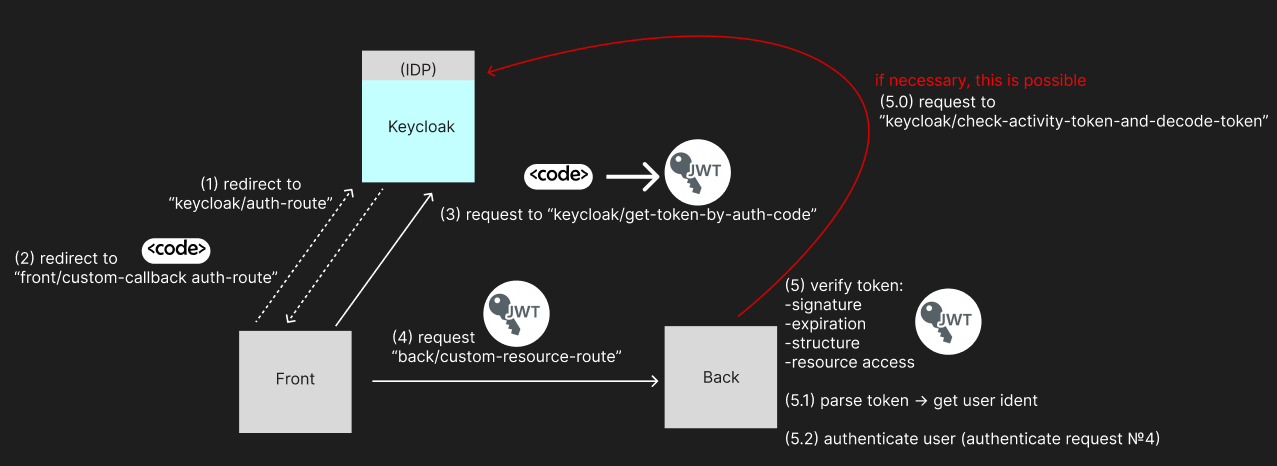 (IDP)
Keycloak
if necessary, this is possible
(5.0) request to
”keycloak/check-activity-token-and-decode-token”
<code>
JWT
(1) redirect to
“keycloak/auth-route”
(3) request to “keycloak/get-token-by-auth-code”
<code>
(2) redirect to
“front/custom-callback auth-route”
JWT
(4) request
“back/custom-resource-route”
Front
Back
(5) verify token:
-signature
-expiration
-structure
-resource access
JWT
(5.1) parse token → get user ident
(5.2) authenticate user (authenticate request №4)